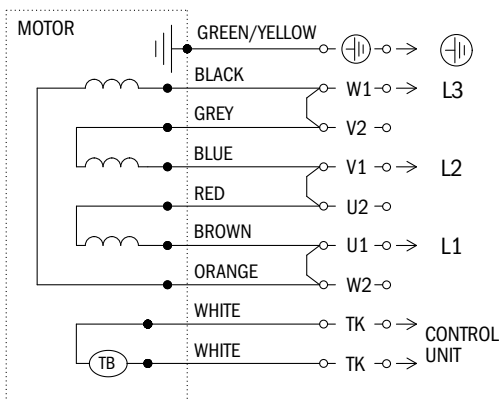 MOTOR
GREEN/YELLOW
BLACK W1 L3
GREY V2
BLUE V1 L2
RED U2
BROWN U1 L1
ORANGE W2
WHITE TK
CONTROL
UNIT
TB
WHITE TK